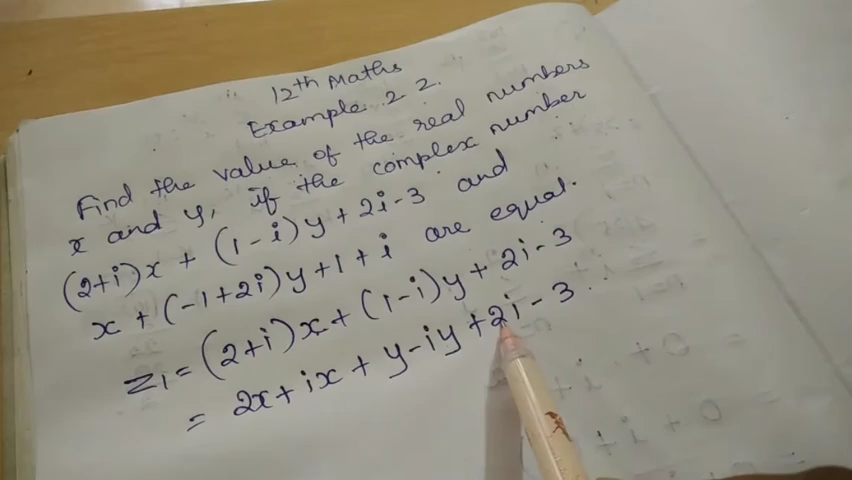 12th Maths
Example 2 2.
Find the value of the real numbers
x and y, if the complex number
(2+i)x + (1-i)y + 2i-3 and
x + (-1+2i)y + 1 + i are equal.
z₁ = (2+i)x + (1-i)y + 2i-3
= 2x + ix + y - iy + 2i - 3